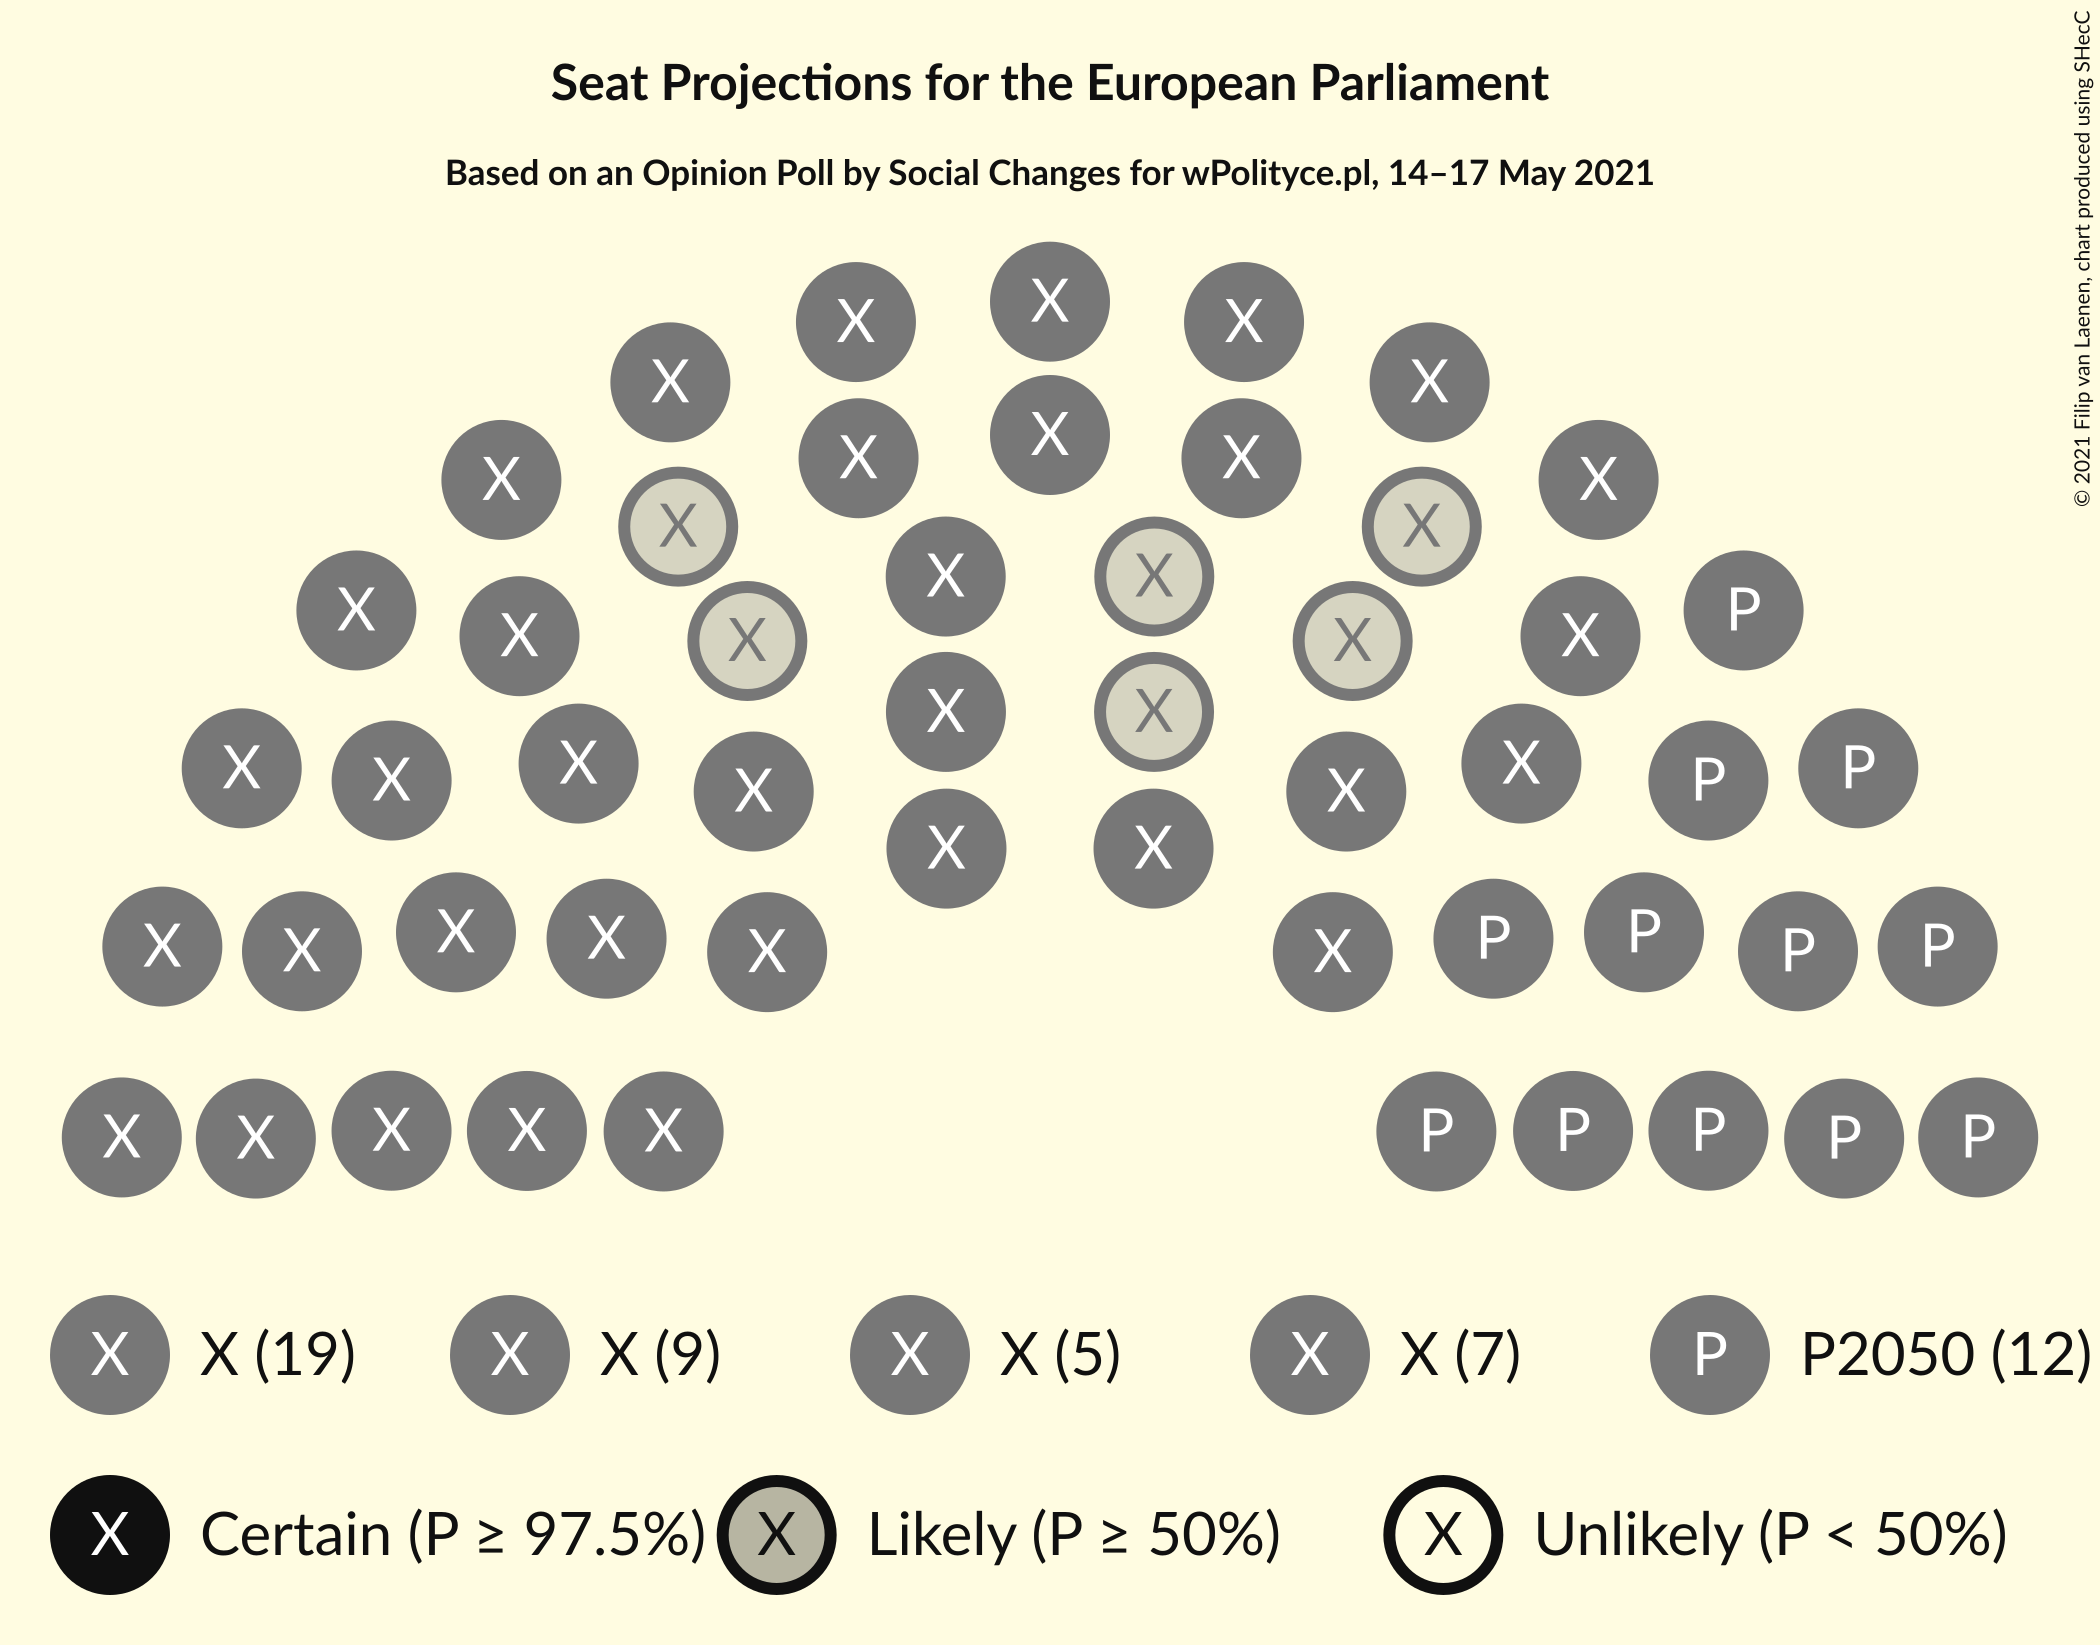 Seat Projections for the European Parliament
Based on an Opinion Poll by Social Changes for wPolityce.pl, 14–17 May 2021
© 2021 Filip van Laenen, chart produced using SHecC
X
X X
X X
X
X X
X X
X X
X X
X X
X X
X X X P
X X
X X P P
X X X X
X X
X X
X X X P P P
X X P P
X X
X X X X X P P P P P
X X (19) X X (9) X X (5) X X (7) P P2050 (12)
X Certain (P ≥ 97.5%) X Likely (P ≥ 50%) X Unlikely (P < 50%)